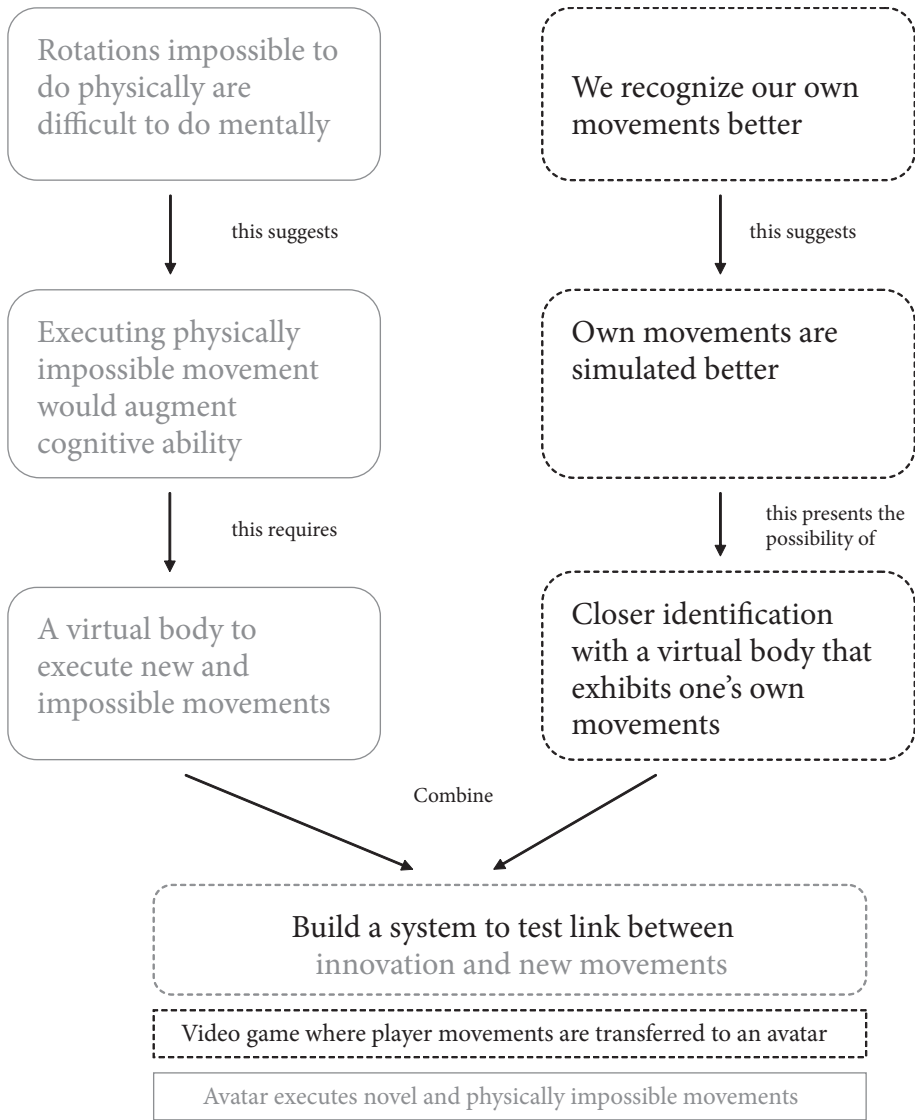 Rotations impossible to
do physically are
difficult to do mentally
this suggests
Executing physically
impossible movement
would augment
cognitive ability
this requires
A virtual body to
execute new and
impossible movements
We recognize our own
movements better
this suggests
Own movements are
simulated better
this presents the
possibility of
Closer identification
with a virtual body that
exhibits one’s own
movements
Combine
Build a system to test link between
innovation and new movements
Video game where player movements are transferred to an avatar
Avatar executes novel and physically impossible movements